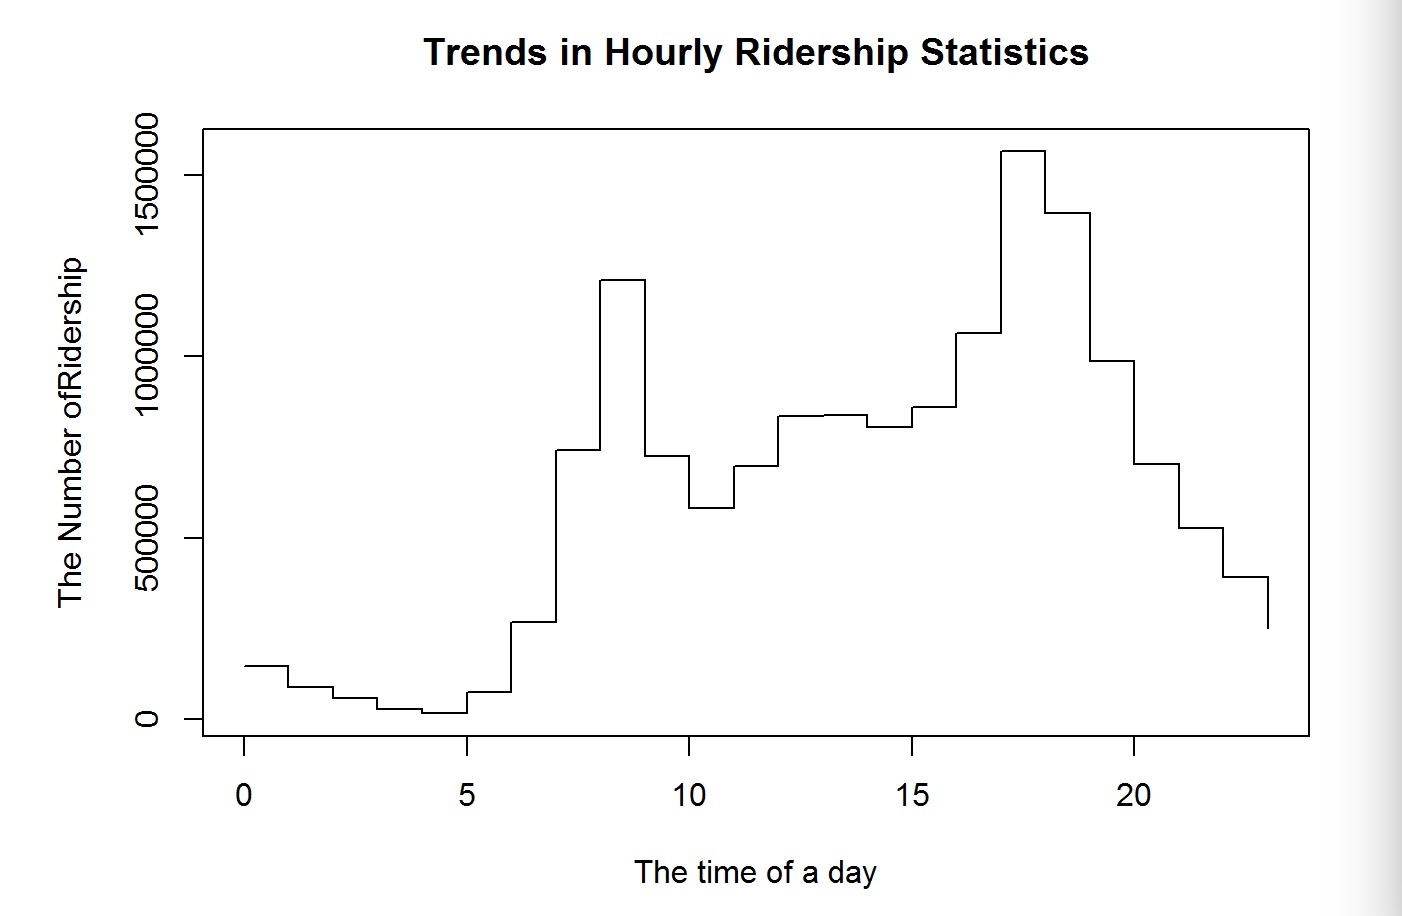 Trends in Hourly Ridership Statistics
The Number ofRidership
1500000
1000000
500000
0
0 5 10 15 20
The time of a day